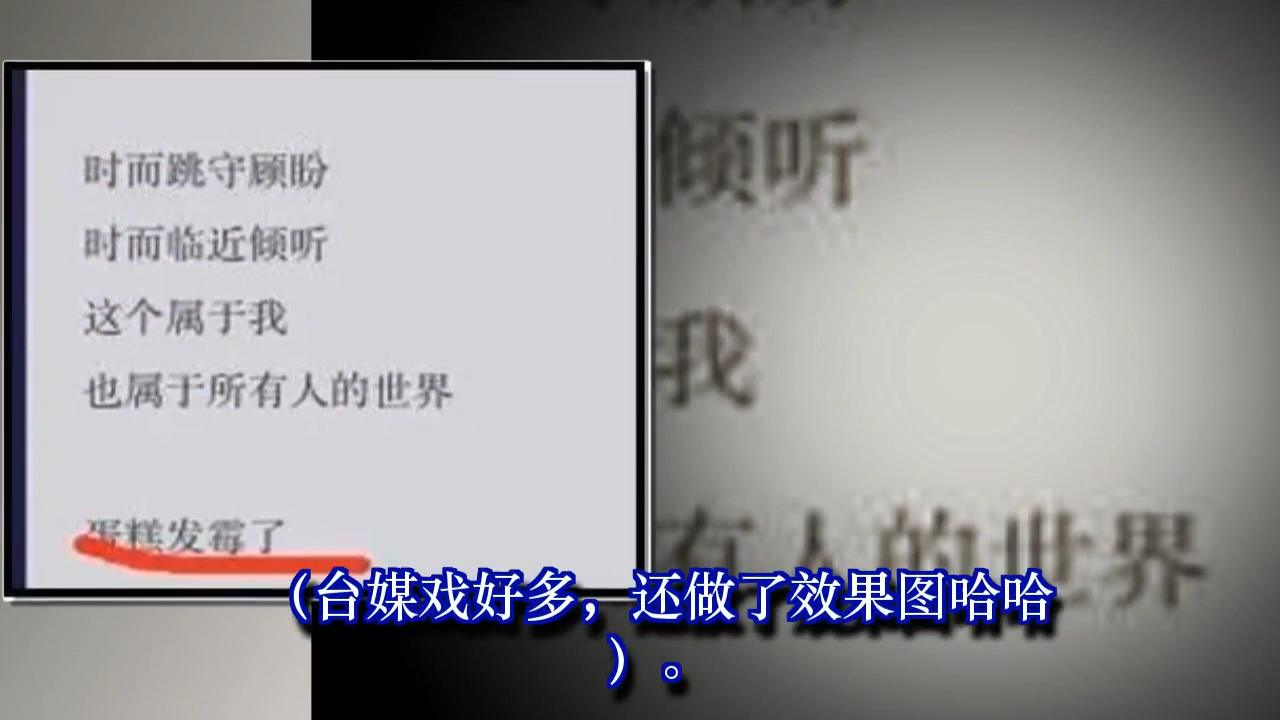 时而跳守顾盼
时而临近倾听
这个属于我
也属于所有人的世界
蛋糕发霉了
倾听
我
有人的世界
（台媒戏好多，还做了效果图哈哈
）。